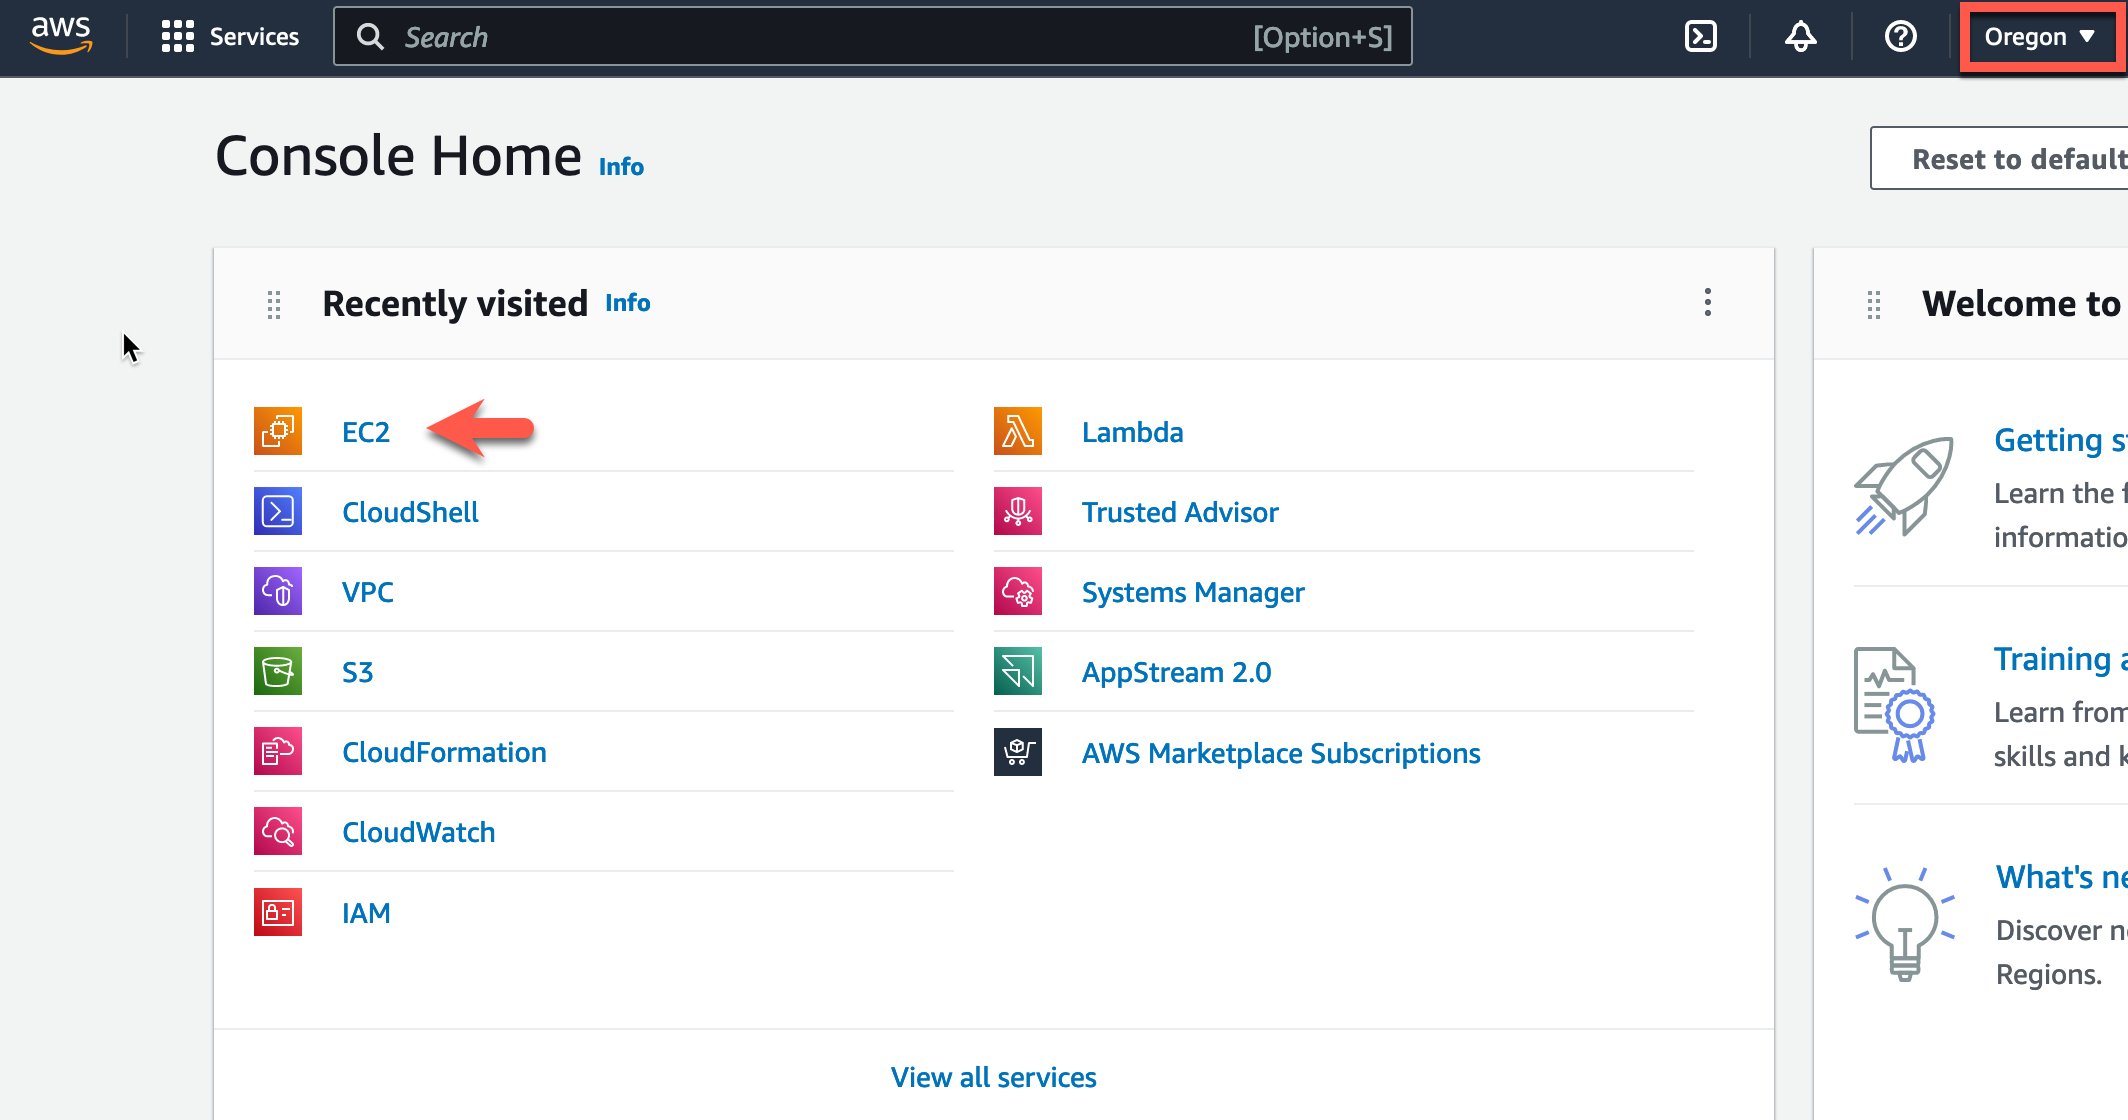 aws
Services
Search [Option+S]
Oregon
Console Home Info
Reset to default
Recently visited Info
EC2
CloudShell
VPC
S3
CloudFormation
CloudWatch
IAM
Lambda
Trusted Advisor
Systems Manager
AppStream 2.0
AWS Marketplace Subscriptions
View all services
Welcome to
Getting s
Learn the f
informatio
Training a
Learn from
skills and k
What's ne
Discover n
Regions.